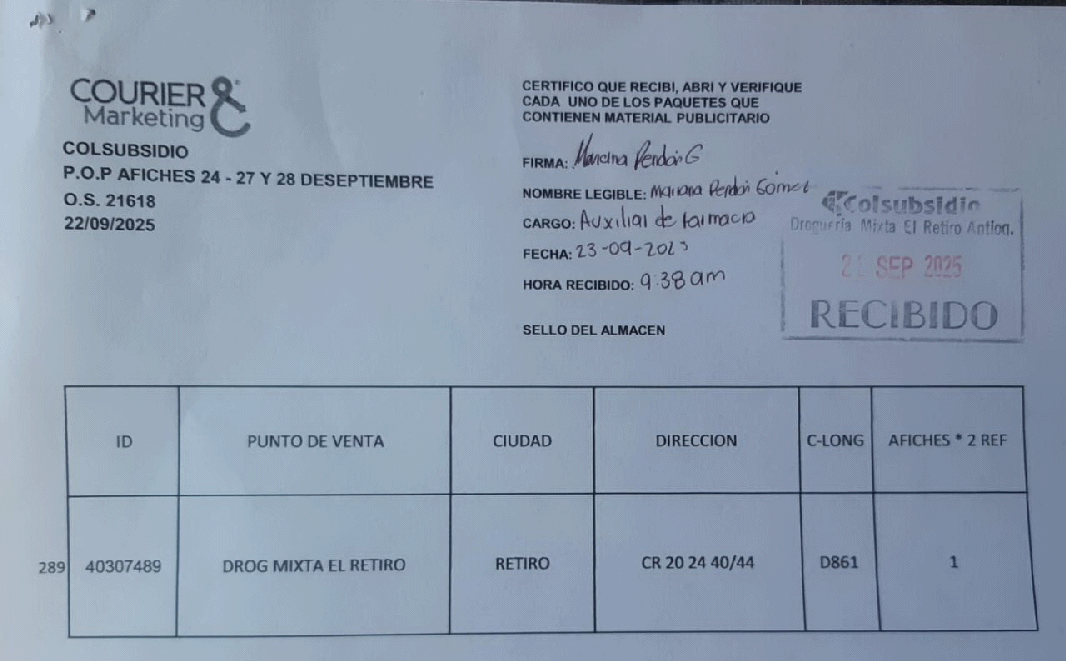 COURIER &
Marketing
COLSUBSIDIO
P.O.P AFICHES 24 - 27 Y 28 DESEPTIEMBRE
O.S. 21618
22/09/2025
CERTIFICO QUE RECIBI, ABRI Y VERIFIQUE
CADA UNO DE LOS PAQUETES QUE
CONTIENEN MATERIAL PUBLICITARIO
FIRMA:
NOMBRE LEGIBLE: Mariana
CARGO: Auxiliar de farmacia
FECHA: 23-09-2025
HORA RECIBIDO: 9:38 am
SELLO DEL ALMACEN
Colsubsidio
Drogueria Mixta El Retiro Antioq.
SEP 2025
RECIBIDO
ID PUNTO DE VENTA CIUDAD DIRECCION C-LONG AFICHES * 2 REF
289 40307489 DROG MIXTA EL RETIRO RETIRO CR 20 24 40/44 D861 1